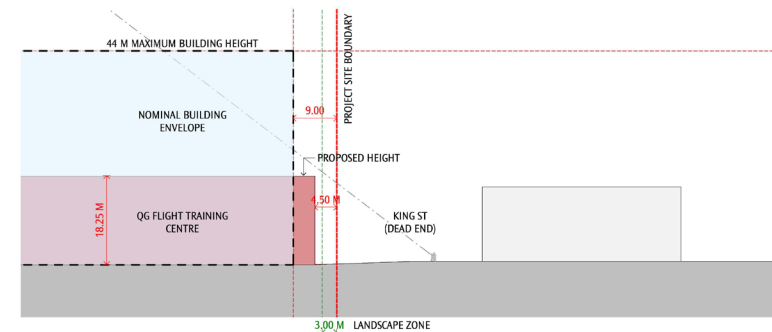 44 M MAXIMUM BUILDING HEIGHT
PROJECT SITE BOUNDARY
NOMINAL BUILDING
ENVELOPE
9.00
PROPOSED HEIGHT
4.50 M
18.25 M
QG FLIGHT TRAINING
CENTRE
KING ST
(DEAD END)
3.00 M LANDSCAPE ZONE